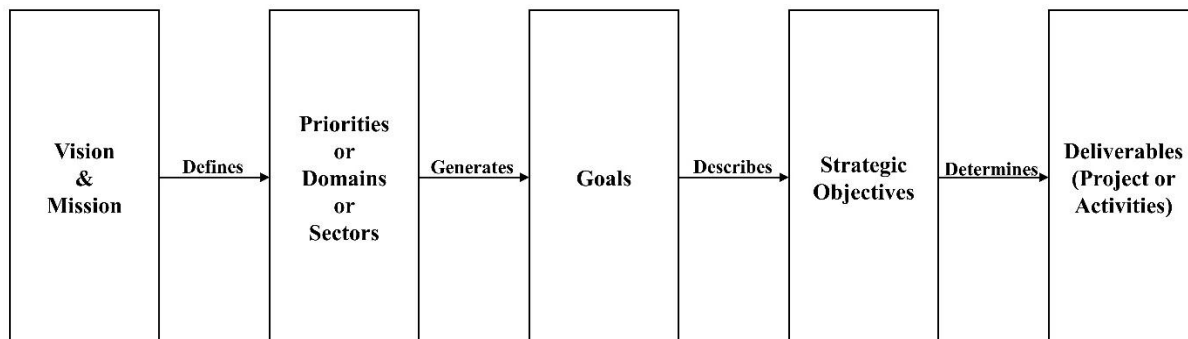 Vision
&
Mission
Defines
Priorities
or
Domains
or
Sectors
Generates
Goals
Describes
Strategic
Objectives
Determines
Deliverables
(Project or
Activities)